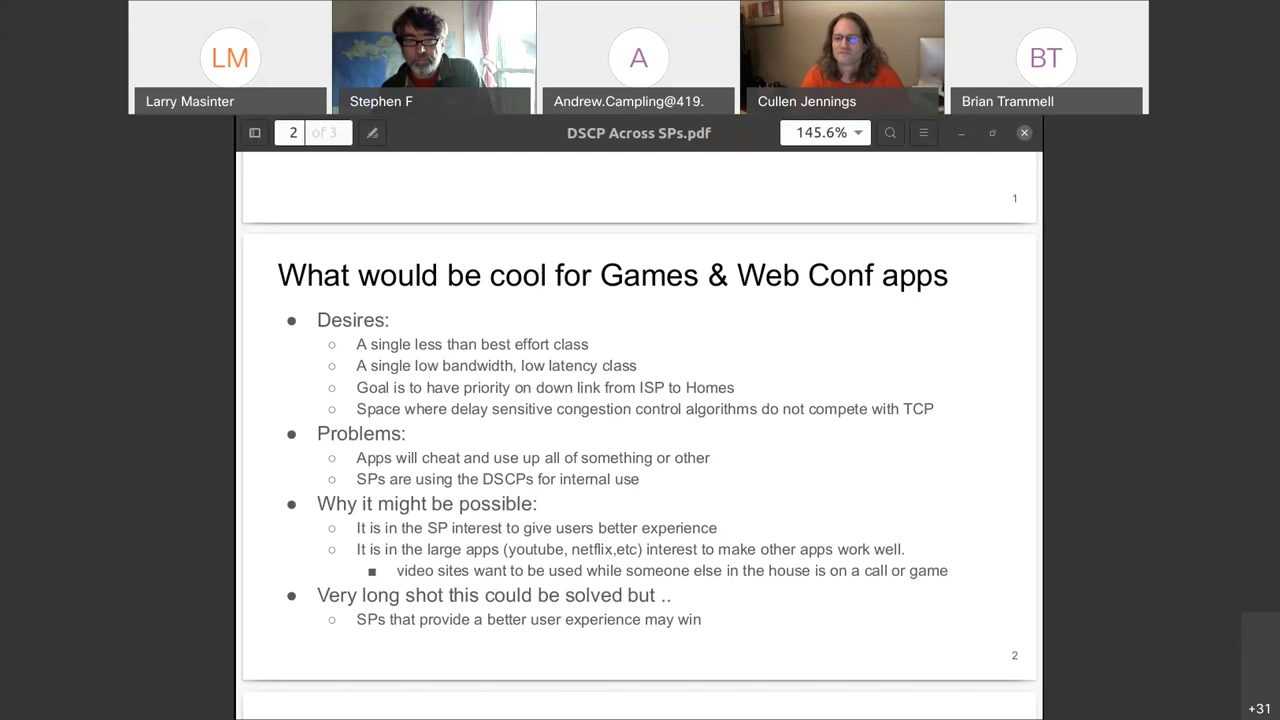 LM
A
BT
Larry Masinter
Stephen F
Andrew.Campling@419.
Cullen Jennings
Brian Trammell
2 of 3
DSCP Across SPs.pdf
145.6%
1
What would be cool for Games & Web Conf apps
● Desires:
○ A single less than best effort class
○ A single low bandwidth, low latency class
○ Goal is to have priority on down link from ISP to Homes
○ Space where delay sensitive congestion control algorithms do not compete with TCP
● Problems:
○ Apps will cheat and use up all of something or other
○ SPs are using the DSCPs for internal use
● Why it might be possible:
○ It is in the SP interest to give users better experience
○ It is in the large apps (youtube, netflix,etc) interest to make other apps work well.
■ video sites want to be used while someone else in the house is on a call or game
● Very long shot this could be solved but ..
○ SPs that provide a better user experience may win
2
+31